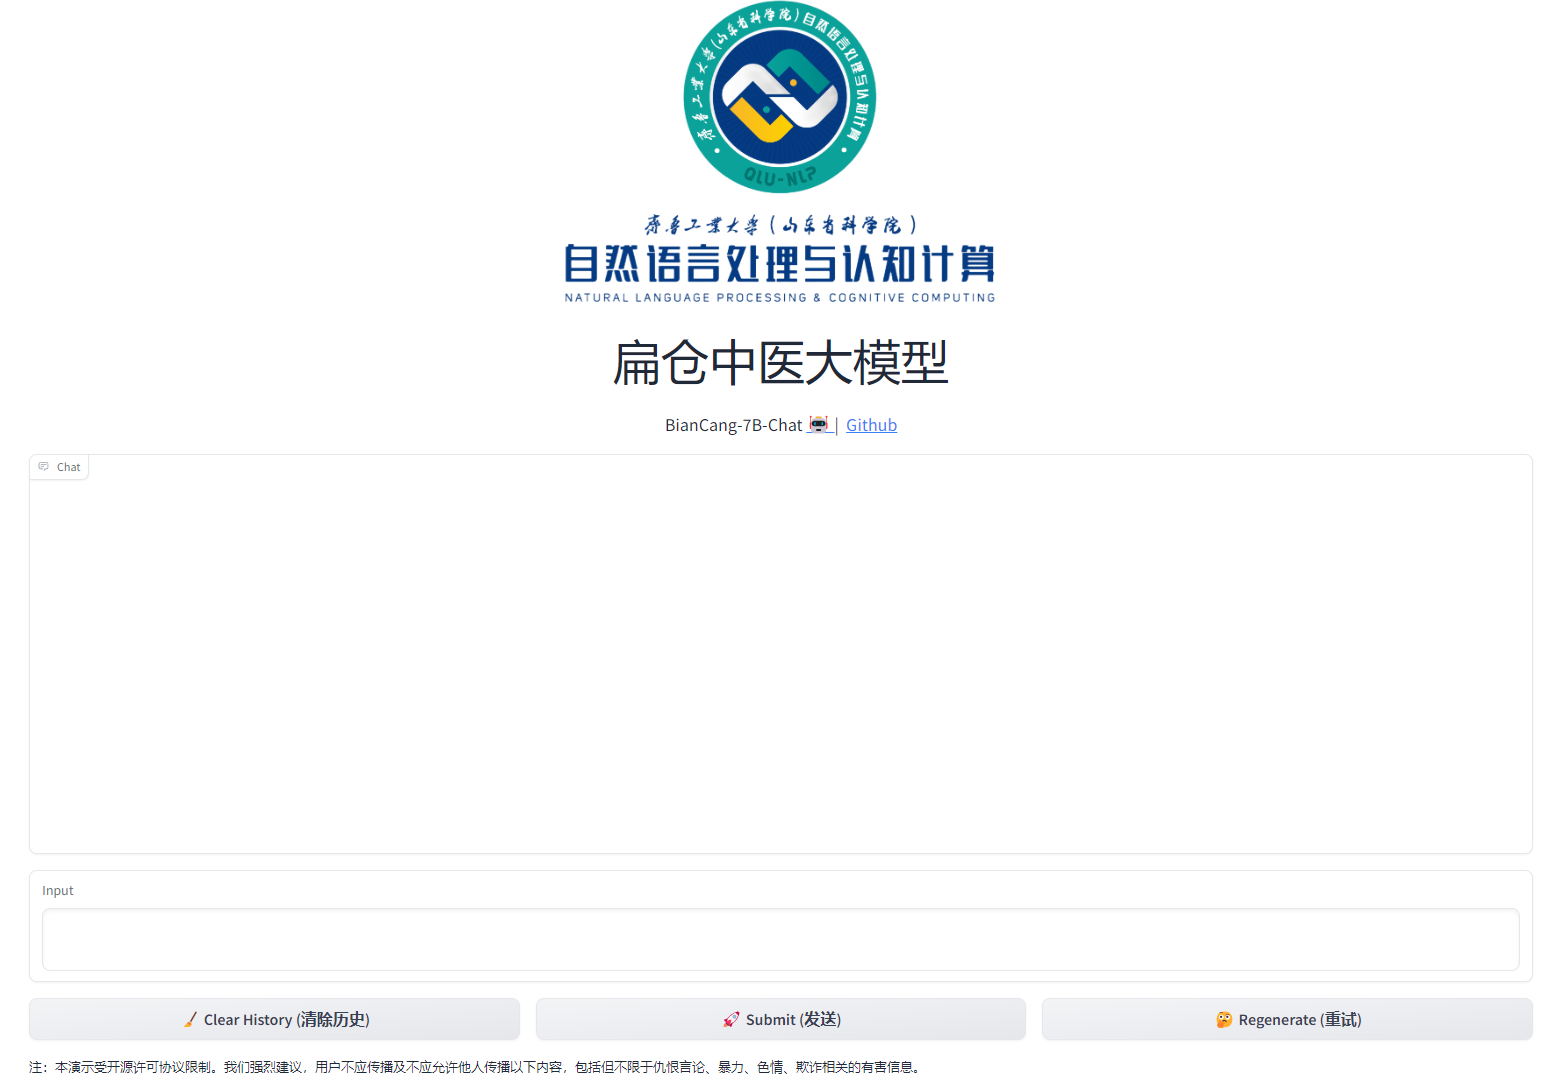 齐鲁工业大学(山东省科学院)自然语言处理与认知计算
QLU-NLP
齐鲁工业大学(山东省科学院)
自然语言处理与认知计算
NATURAL LANGUAGE PROCESSING & COGNITIVE COMPUTING
扁仓中医大模型
BianCang-7B-Chat 🤖 | Github
Chat
Input
🧹 Clear History (清除历史)
🚀 Submit (发送)
🤔 Regenerate (重试)
注：本演示受开源许可协议限制。我们强烈建议，用户不应传播及不应允许他人传播以下内容，包括但不限于仇恨言论、暴力、色情、欺诈相关的有害信息。